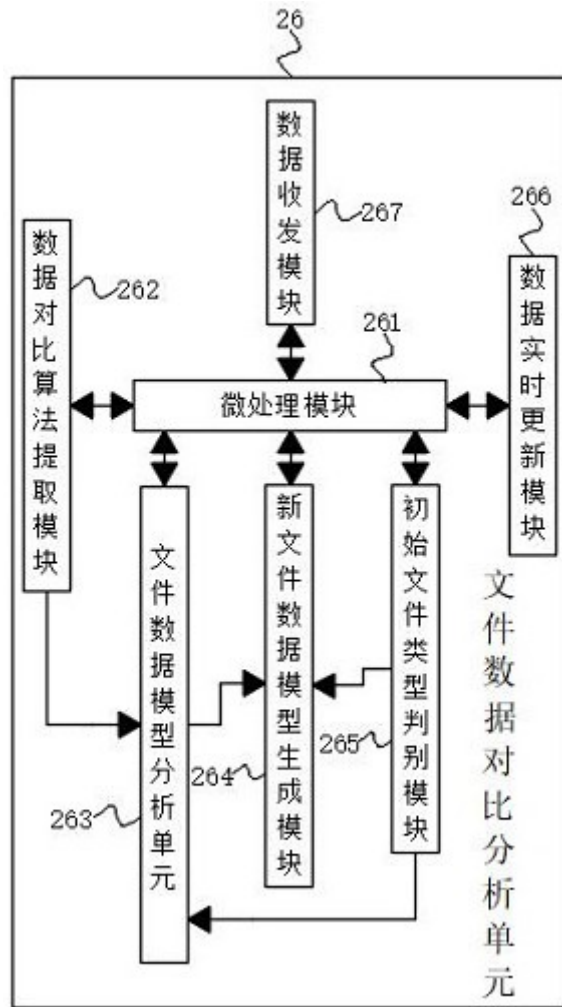 26
数据收发模块
267
266
数据对比算法提取模块
262
数据实时更新模块
261
微处理模块
文件数据模型分析单元
263
新文件数据模型生成模块
264
初始文件类型判别模块
265
文件数据对比分析单元